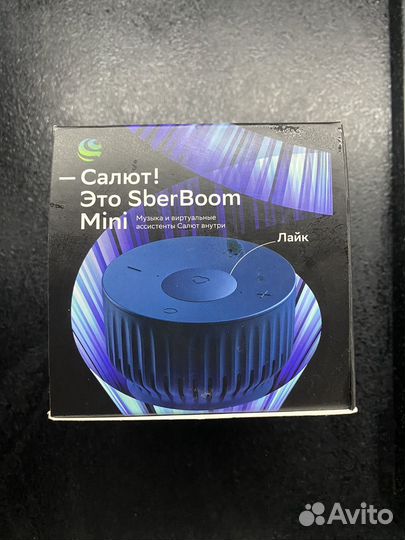 — Салют!
Это SberBoom
Mini
Музыка и виртуальные
ассистенты Салют внутри
Лайк
Avito